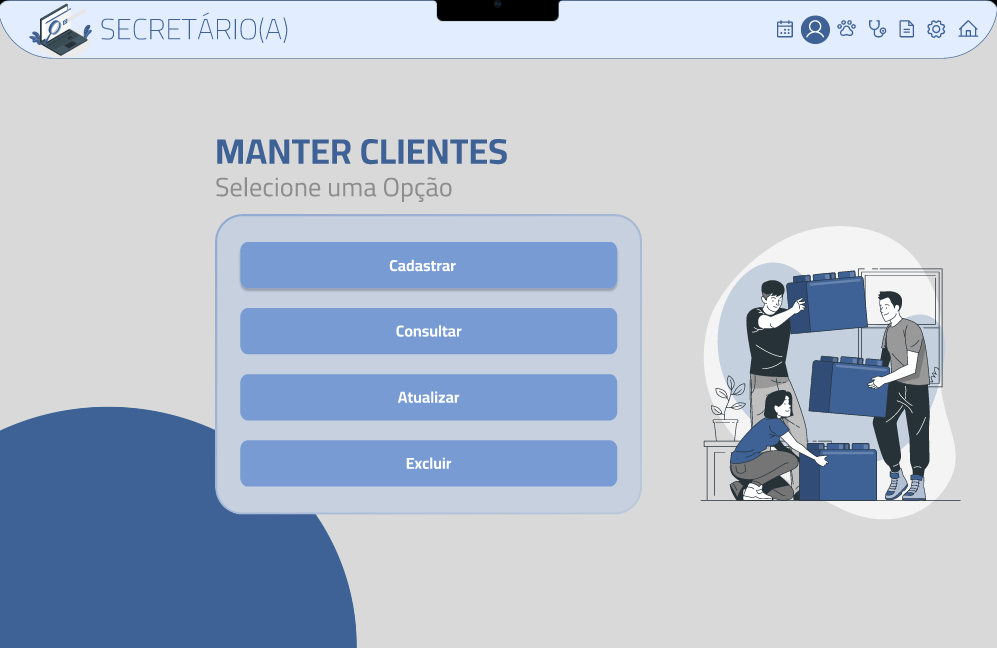 SECRETÁRIO(A)
MANTER CLIENTES
Selecione uma Opção
Cadastrar
Consultar
Atualizar
Excluir